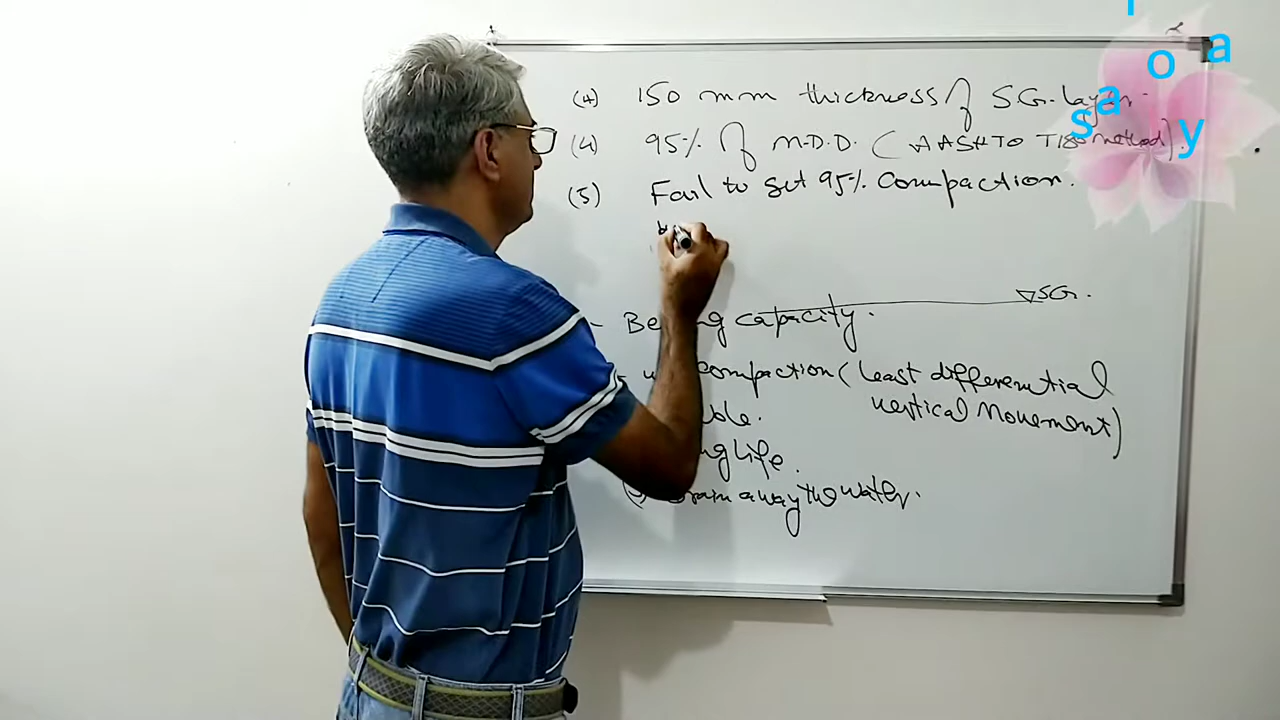 (4) 150 mm thickness of SG. layer.
(4) 95% of M.D.D. (AASHTO T180 method).
(5) Fail to get 95% compaction.
SG.
- Bearing capacity.
compaction (Least differential
vertical Movement)
life.
away the water.
s a o a
y